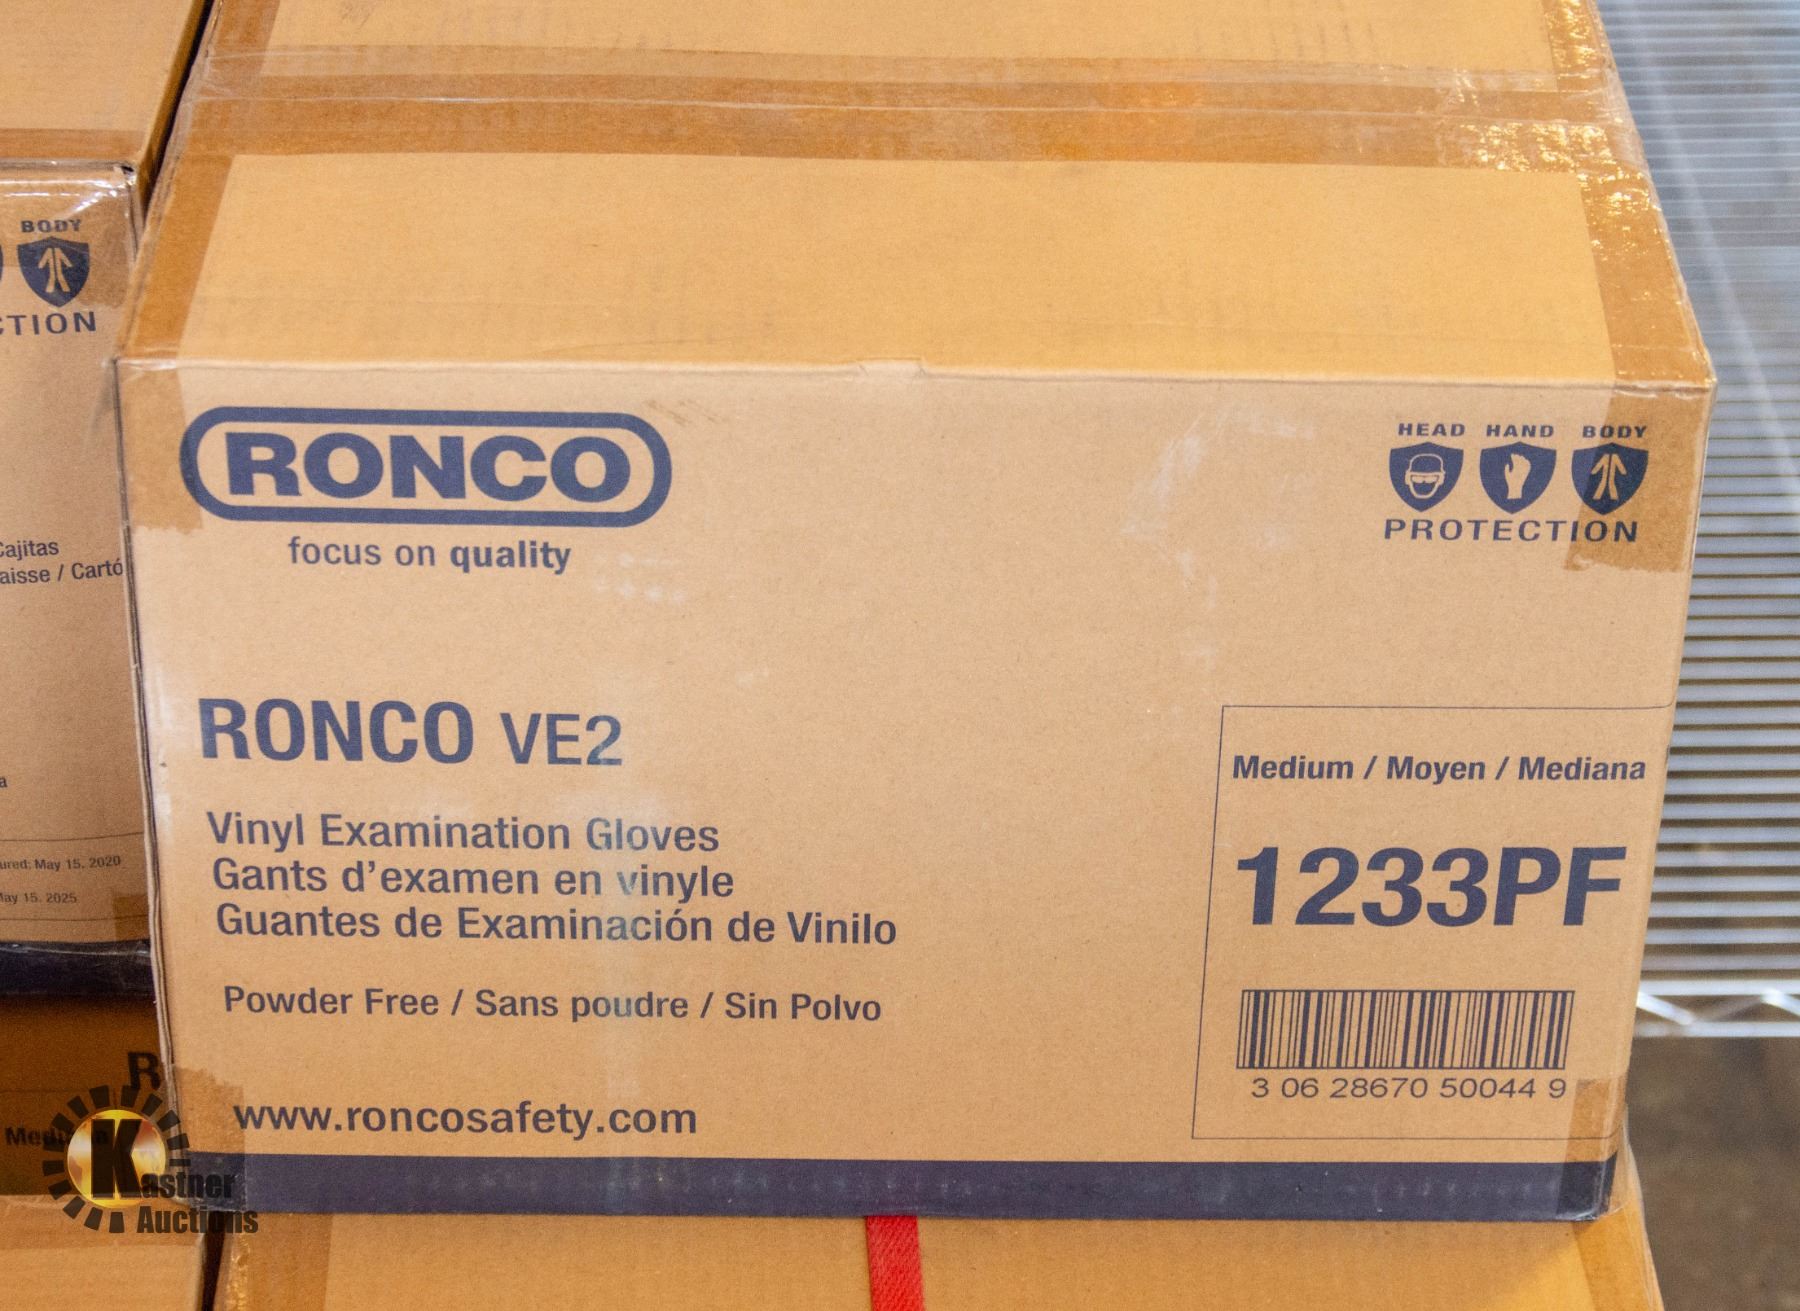 BODY
CTION
Cajitas
aisse / Cartó
May 15, 2020
May 15, 2025
RONCO
focus on quality
HEAD HAND BODY
PROTECTION
RONCO VE2
Vinyl Examination Gloves
Gants d'examen en vinyle
Guantes de Examinación de Vinilo
Powder Free / Sans poudre / Sin Polvo
www.roncosafety.com
Medium / Moyen / Mediana
1233PF
3 06 28670 50044 9
R
Kastner
Auctions